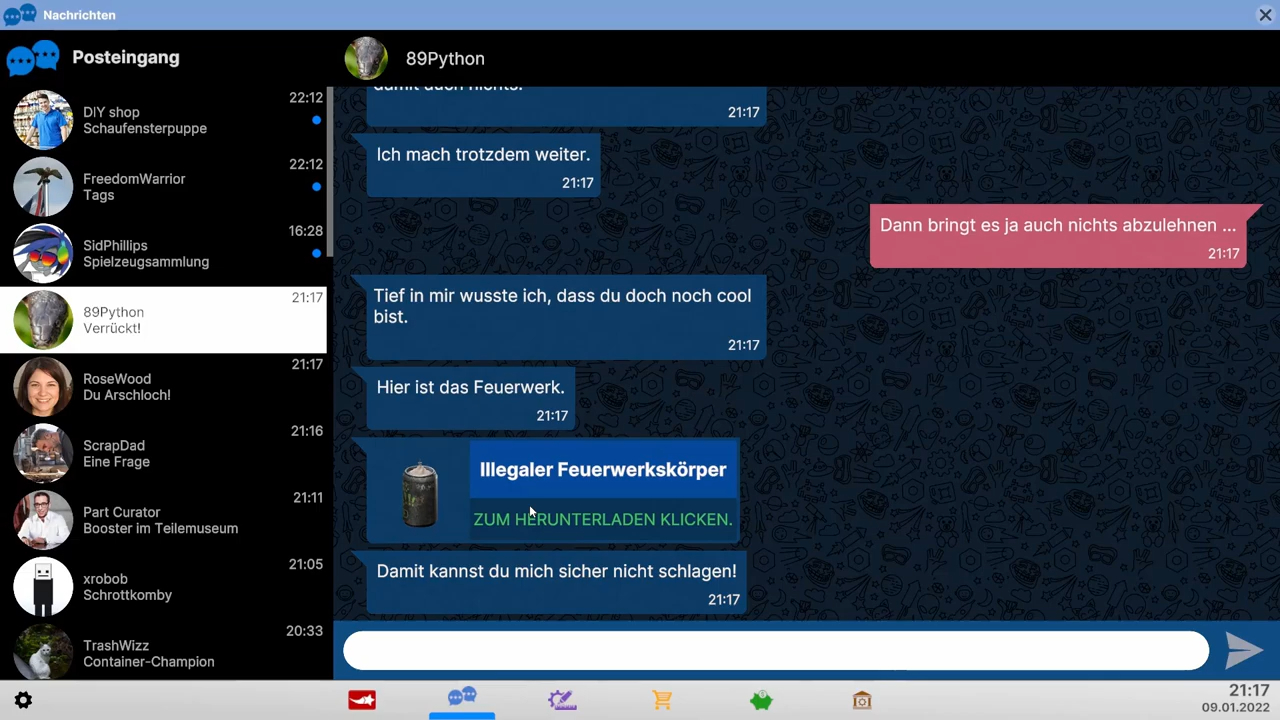 Nachrichten
Posteingang
DIY shop
Schaufensterpuppe
22:12
FreedomWarrior
Tags
22:12
SidPhillips
Spielzeugsammlung
16:28
89Python
Verrückt!
21:17
RoseWood
Du Arschloch!
21:17
ScrapDad
Eine Frage
21:16
Part Curator
Booster im Teilemuseum
21:11
xrobob
Schrottkomby
21:05
TrashWizz
Container-Champion
20:33
89Python
damit auch nichts.
21:17
Ich mach trotzdem weiter.
21:17
Dann bringt es ja auch nichts abzulehnen ...
21:17
Tief in mir wusste ich, dass du doch noch cool
bist.
21:17
Hier ist das Feuerwerk.
21:17
Illegaler Feuerwerkskörper
ZUM HERUNTERLADEN KLICKEN.
Damit kannst du mich sicher nicht schlagen!
21:17
21:17
09.01.2022